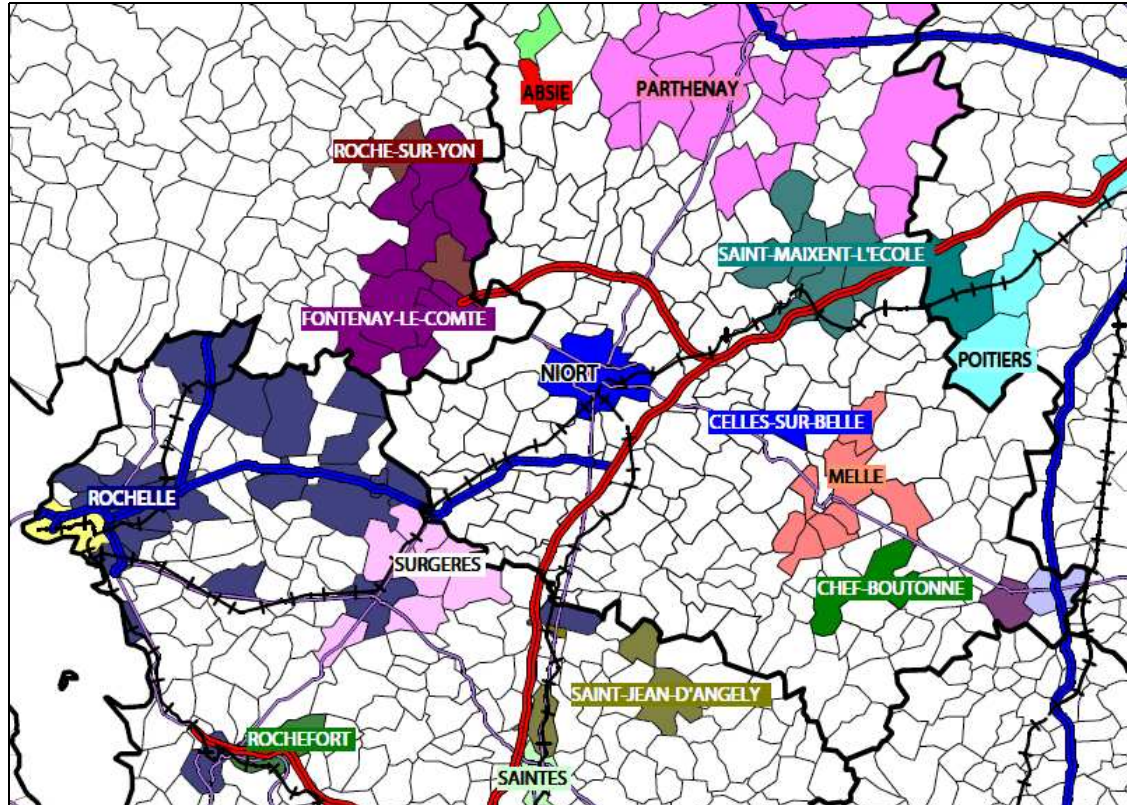 ABSIE
PARTHENAY
ROCHE-SUR-YON
SAINT-MAIXENT-L'ECOLE
FONTENAY-LE-COMTE
POITIERS
NIORT
CELLES-SUR-BELLE
MELLE
ROCHELLE
SURGERES
CHEF-BOUTONNE
SAINT-JEAN-D'ANGELY
ROCHEFORT
SAINTES